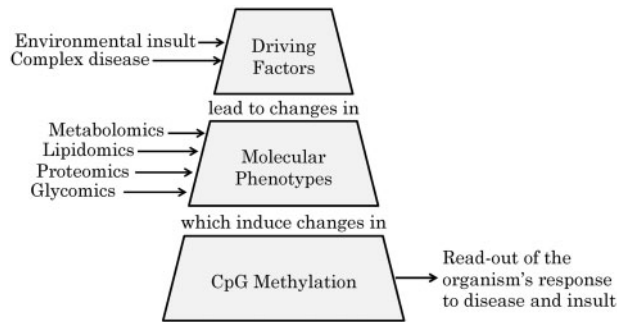 Environmental insult
Complex disease
Driving
Factors
lead to changes in
Metabolomics
Lipidomics
Proteomics
Glycomics
Molecular
Phenotypes
which induce changes in
CpG Methylation
Read-out of the
organism's response
to disease and insult